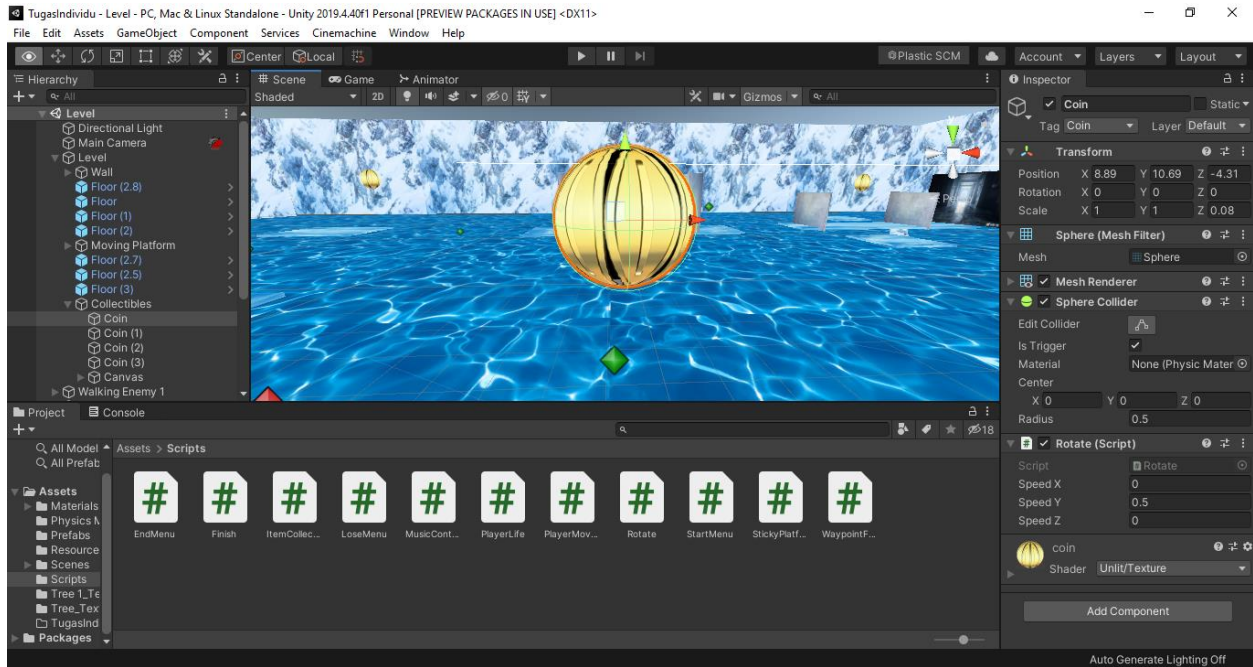 TugasIndividu - Level - PC, Mac & Linux Standalone - Unity 2019.4.40f1 Personal [PREVIEW PACKAGES IN USE] <DX11>
File Edit Assets GameObject Component Services Cinemachine Window Help
Center Local Plastic SCM Account Layers Layout
Hierarchy
All
Level
Directional Light
Main Camera
Level
Wall
Floor (2.8)
Floor
Floor (1)
Floor (2)
Moving Platform
Floor (2.7)
Floor (2.5)
Floor (3)
Collectibles
Coin
Coin (1)
Coin (2)
Coin (3)
Canvas
Walking Enemy 1
Scene Game Animator
Shaded 2D 0 Gizmos All
Inspector
Coin Static
Tag Coin Layer Default
Transform
Position X 8.89 Y 10.69 Z -4.31
Rotation X 0 Y 0 Z 0
Scale X 1 Y 1 Z 0.08
Sphere (Mesh Filter)
Mesh Sphere
Mesh Renderer
Sphere Collider
Edit Collider
Is Trigger
Material None (Physic Mater
Center
X 0 Y 0 Z 0
Radius 0.5
Rotate (Script)
Script Rotate
Speed X 0
Speed Y 0.5
Speed Z 0
coin
Shader Unlit/Texture
Add Component
Project Console
18
All Model
All Prefab
Assets
Materials
Physics M
Prefabs
Resource
Scenes
Scripts
Tree 1_Te
Tree_Tex
TugasInd
Packages
Assets > Scripts
EndMenu Finish ItemCollec... LoseMenu MusicCont... PlayerLife PlayerMov... Rotate StartMenu StickyPlatf... WaypointF...
Auto Generate Lighting Off